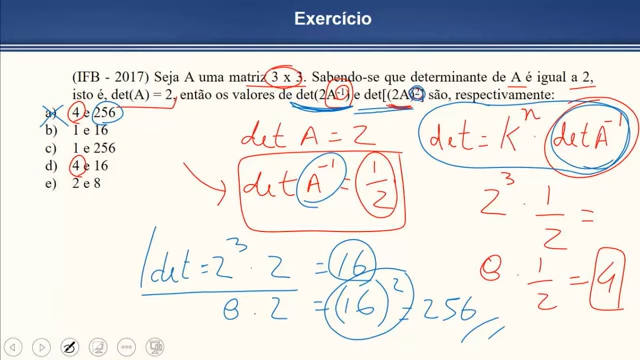 Exercício
(IFB - 2017) Seja A uma matriz 3 x 3. Sabendo-se que determinante de A é igual a 2,
isto é, det(A) = 2, então os valores de det(2A⁻¹) e det[(2A)²] são, respectivamente:
a) 4 e 256
b) 1 e 16
c) 1 e 256
d) 4 e 16
e) 2 e 8
det A = 2
det A⁻¹ = 1/2
det = Kⁿ · det A⁻¹
2³ · 1/2 =
8 · 1/2 = 4
det = 2³ · 2 = 16
8 · 2 = (16)² = 256